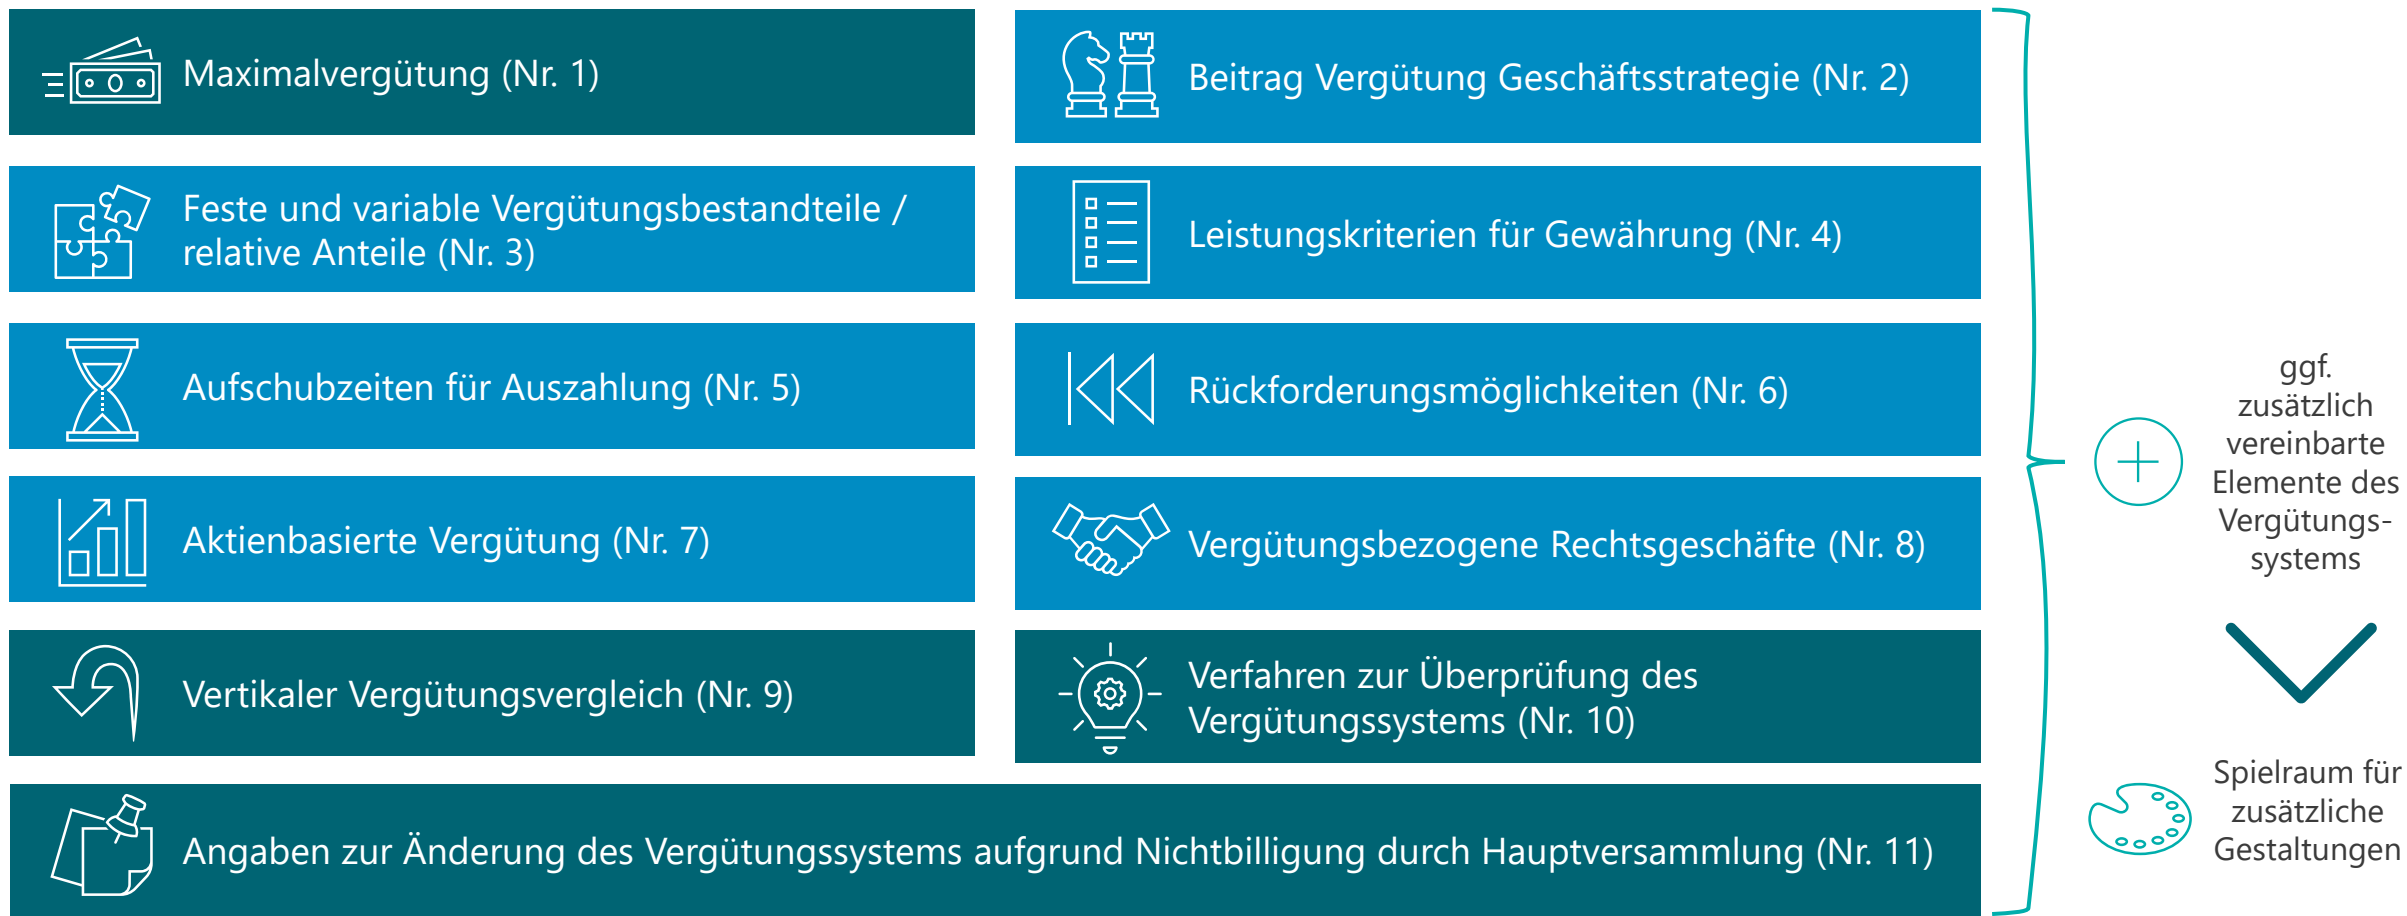 Maximalvergütung (Nr. 1)
Beitrag Vergütung Geschäftsstrategie (Nr. 2)
Feste und variable Vergütungsbestandteile /
relative Anteile (Nr. 3)
Leistungskriterien für Gewährung (Nr. 4)
Aufschubzeiten für Auszahlung (Nr. 5)
Rückforderungsmöglichkeiten (Nr. 6)
Aktienbasierte Vergütung (Nr. 7)
Vergütungsbezogene Rechtsgeschäfte (Nr. 8)
Vertikaler Vergütungsvergleich (Nr. 9)
Verfahren zur Überprüfung des
Vergütungssystems (Nr. 10)
Angaben zur Änderung des Vergütungssystems aufgrund Nichtbilligung durch Hauptversammlung (Nr. 11)
ggf.
zusätzlich
vereinbarte
Elemente des
Vergütungs-
systems
Spielraum für
zusätzliche
Gestaltungen